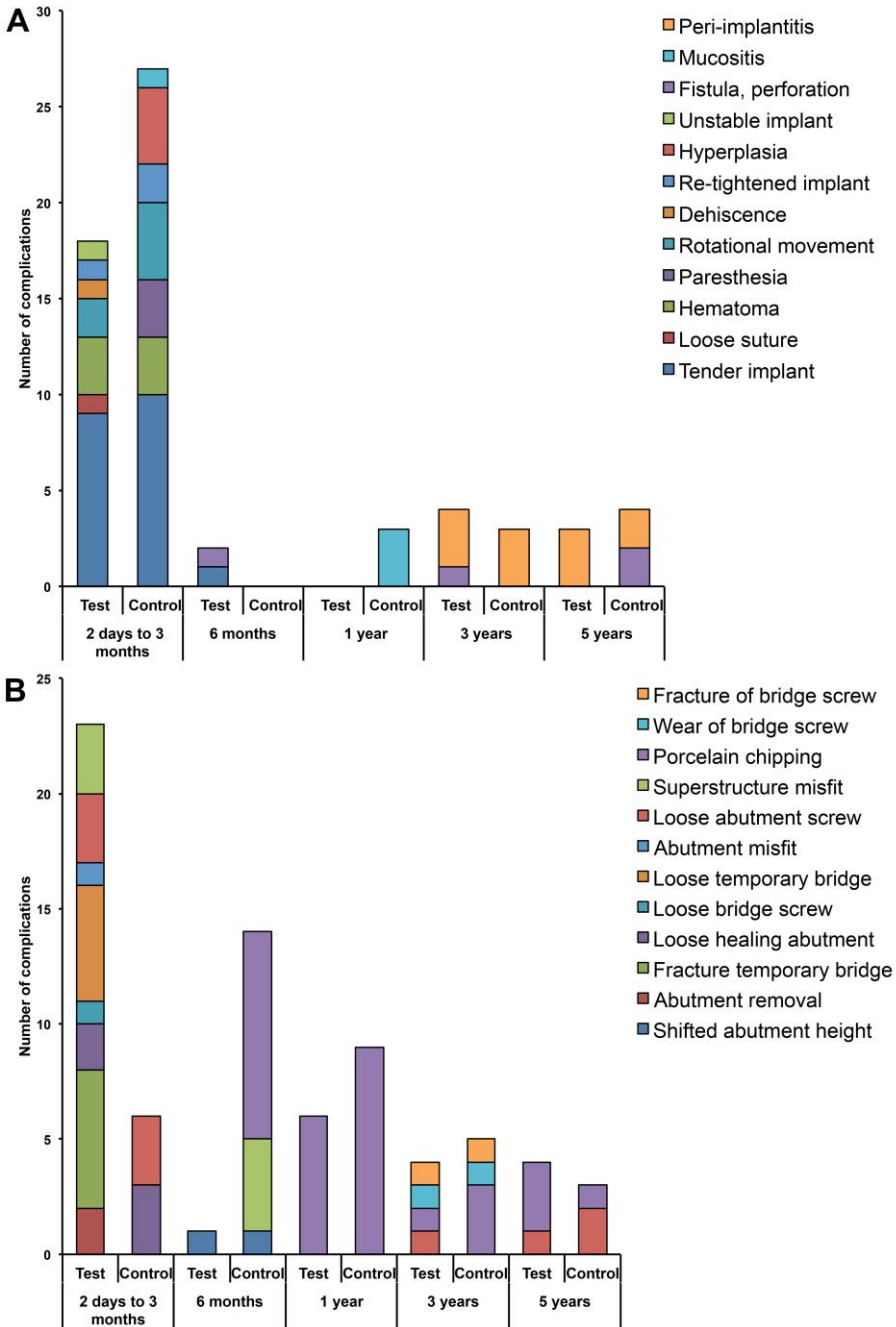 A
30
25
20
15
10
5
0
Number of complications
Peri-implantitis
Mucositis
Fistula, perforation
Unstable implant
Hyperplasia
Re-tightened implant
Dehiscence
Rotational movement
Paresthesia
Hematoma
Loose suture
Tender implant
Test Control Test Control Test Control Test Control Test Control
2 days to 3 months 6 months 1 year 3 years 5 years
B
25
20
15
10
5
0
Number of complications
Fracture of bridge screw
Wear of bridge screw
Porcelain chipping
Superstructure misfit
Loose abutment screw
Abutment misfit
Loose temporary bridge
Loose bridge screw
Loose healing abutment
Fracture temporary bridge
Abutment removal
Shifted abutment height
Test Control Test Control Test Control Test Control Test Control
2 days to 3 months 6 months 1 year 3 years 5 years